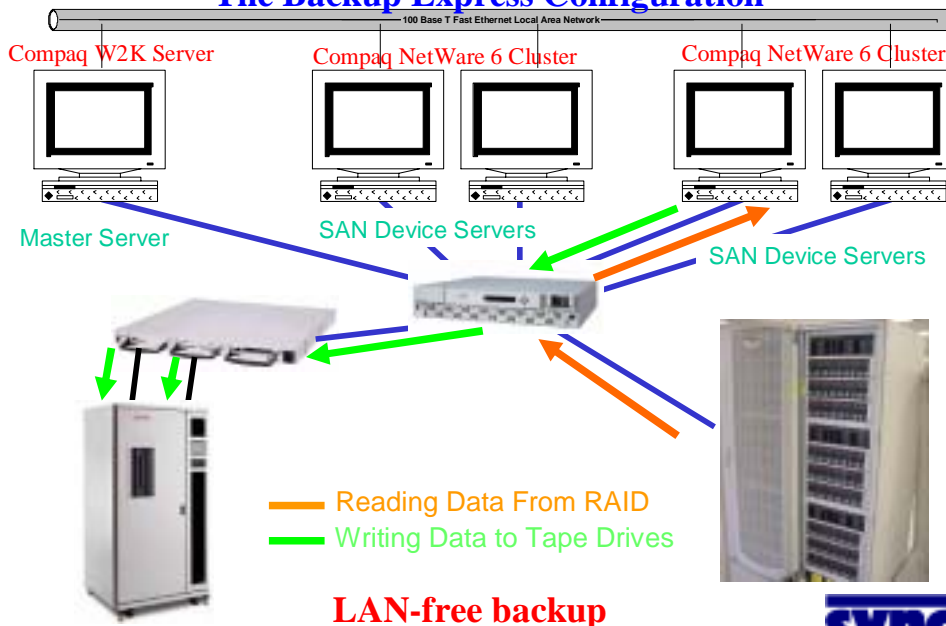 The Backup Express Configuration
100 Base T Fast Ethernet Local Area Network
Compaq W2K Server
Compaq NetWare 6 Cluster
Compaq NetWare 6 Cluster
Master Server
SAN Device Servers
SAN Device Servers
Reading Data From RAID
Writing Data to Tape Drives
LAN-free backup